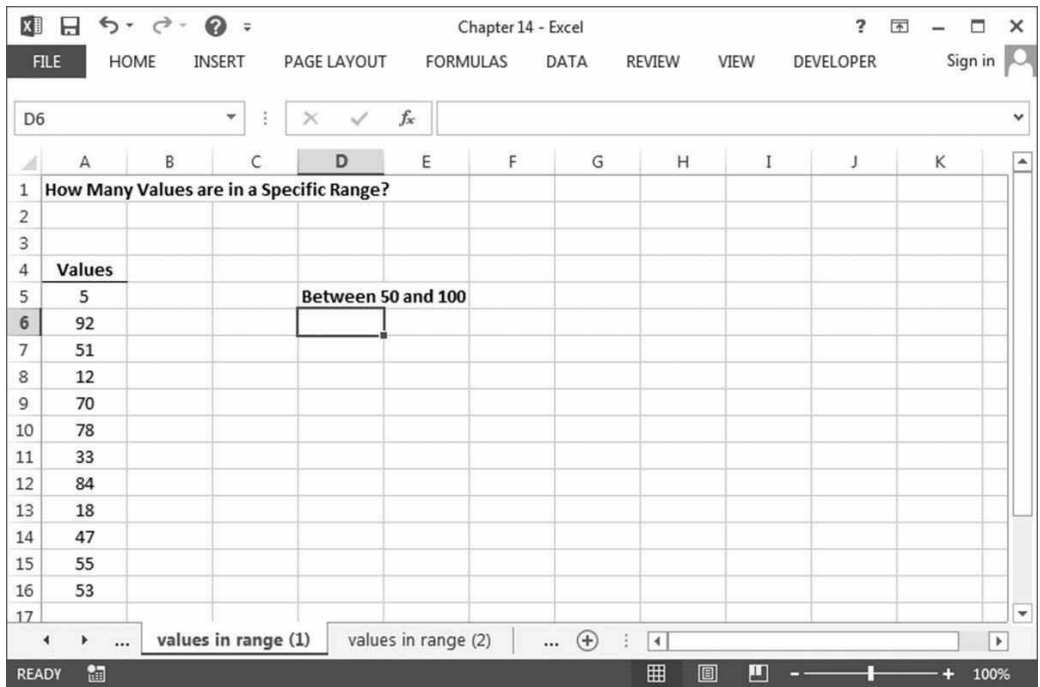 Chapter 14 - Excel
FILE HOME INSERT PAGE LAYOUT FORMULAS DATA REVIEW VIEW DEVELOPER Sign in
D6 fx
A B C D E F G H I J K
1 How Many Values are in a Specific Range?
2
3
4 Values
5 5 Between 50 and 100
6 92
7 51
8 12
9 70
10 78
11 33
12 84
13 18
14 47
15 55
16 53
17
... values in range (1) values in range (2) ...
READY 100%